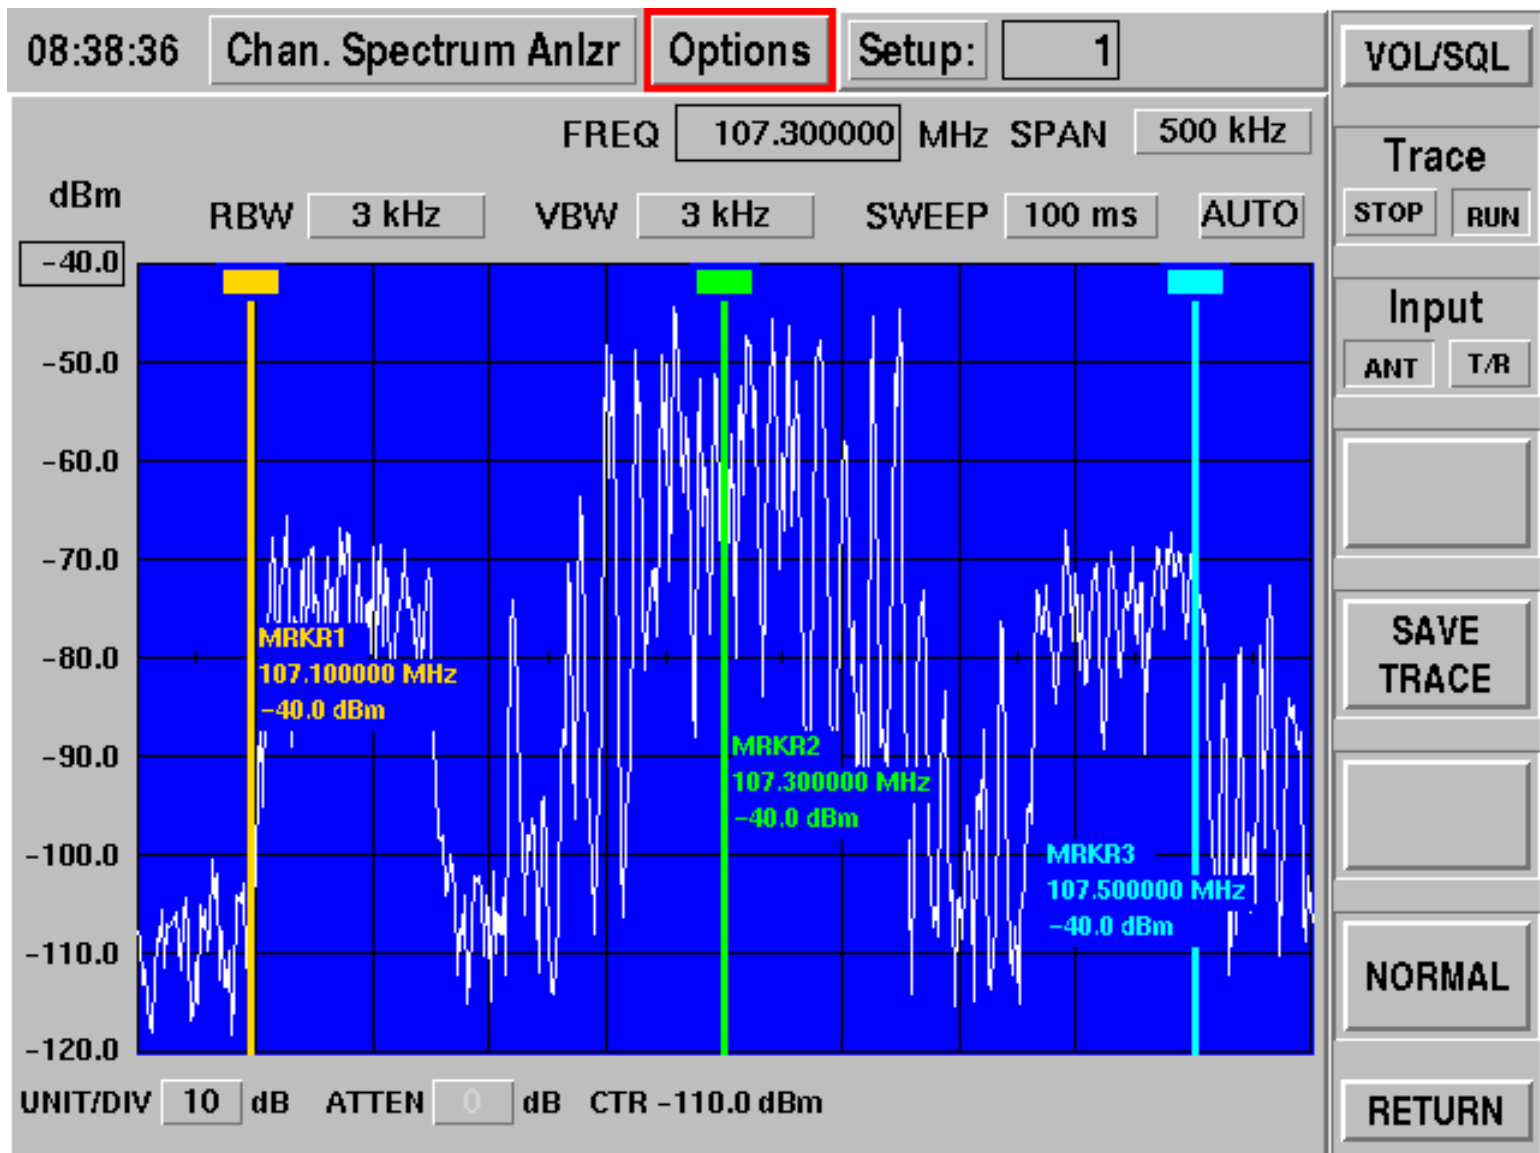 08:38:36 Chan. Spectrum Anlzr Options Setup: 1
VOL/SQL
FREQ 107.300000 MHz SPAN 500 kHz
dBm
RBW 3 kHz VBW 3 kHz SWEEP 100 ms AUTO
Trace
STOP RUN
-40.0
-50.0
-60.0
-70.0
-80.0
-90.0
-100.0
-110.0
-120.0
MRKR1
107.100000 MHz
-40.0 dBm
MRKR2
107.300000 MHz
-40.0 dBm
MRKR3
107.500000 MHz
-40.0 dBm
Input
ANT T/R
SAVE
TRACE
NORMAL
RETURN
UNIT/DIV 10 dB ATTEN 0 dB CTR -110.0 dBm